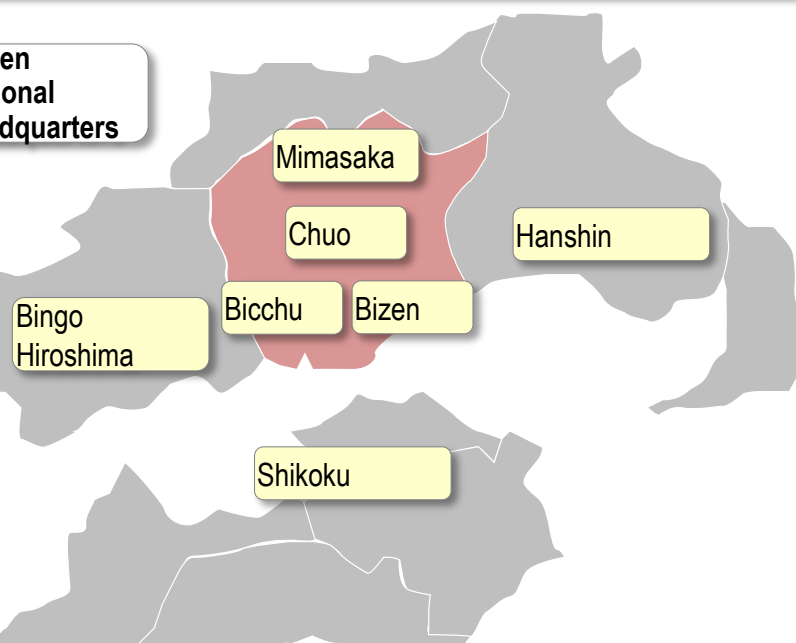 en
onal
dquarters
Mimasaka
Chuo
Hanshin
Bicchu
Bizen
Bingo
Hiroshima
Shikoku